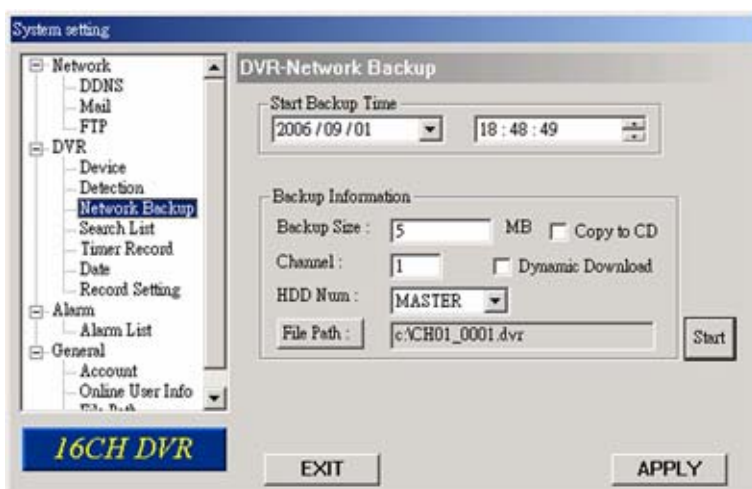 System setting
Network
DDNS
Mail
FTP
DVR
Device
Detection
Network Backup
Search List
Timer Record
Date
Record Setting
Alarm
Alarm List
General
Account
Online User Info
File Path
16CH DVR
DVR-Network Backup
Start Backup Time
2006 / 09 / 01 18 : 48 : 49
Backup Information
Backup Size : 5 MB Copy to CD
Channel : 1 Dynamic Download
HDD Num : MASTER
File Path : c:\CH01_0001.dvr
Start
EXIT APPLY